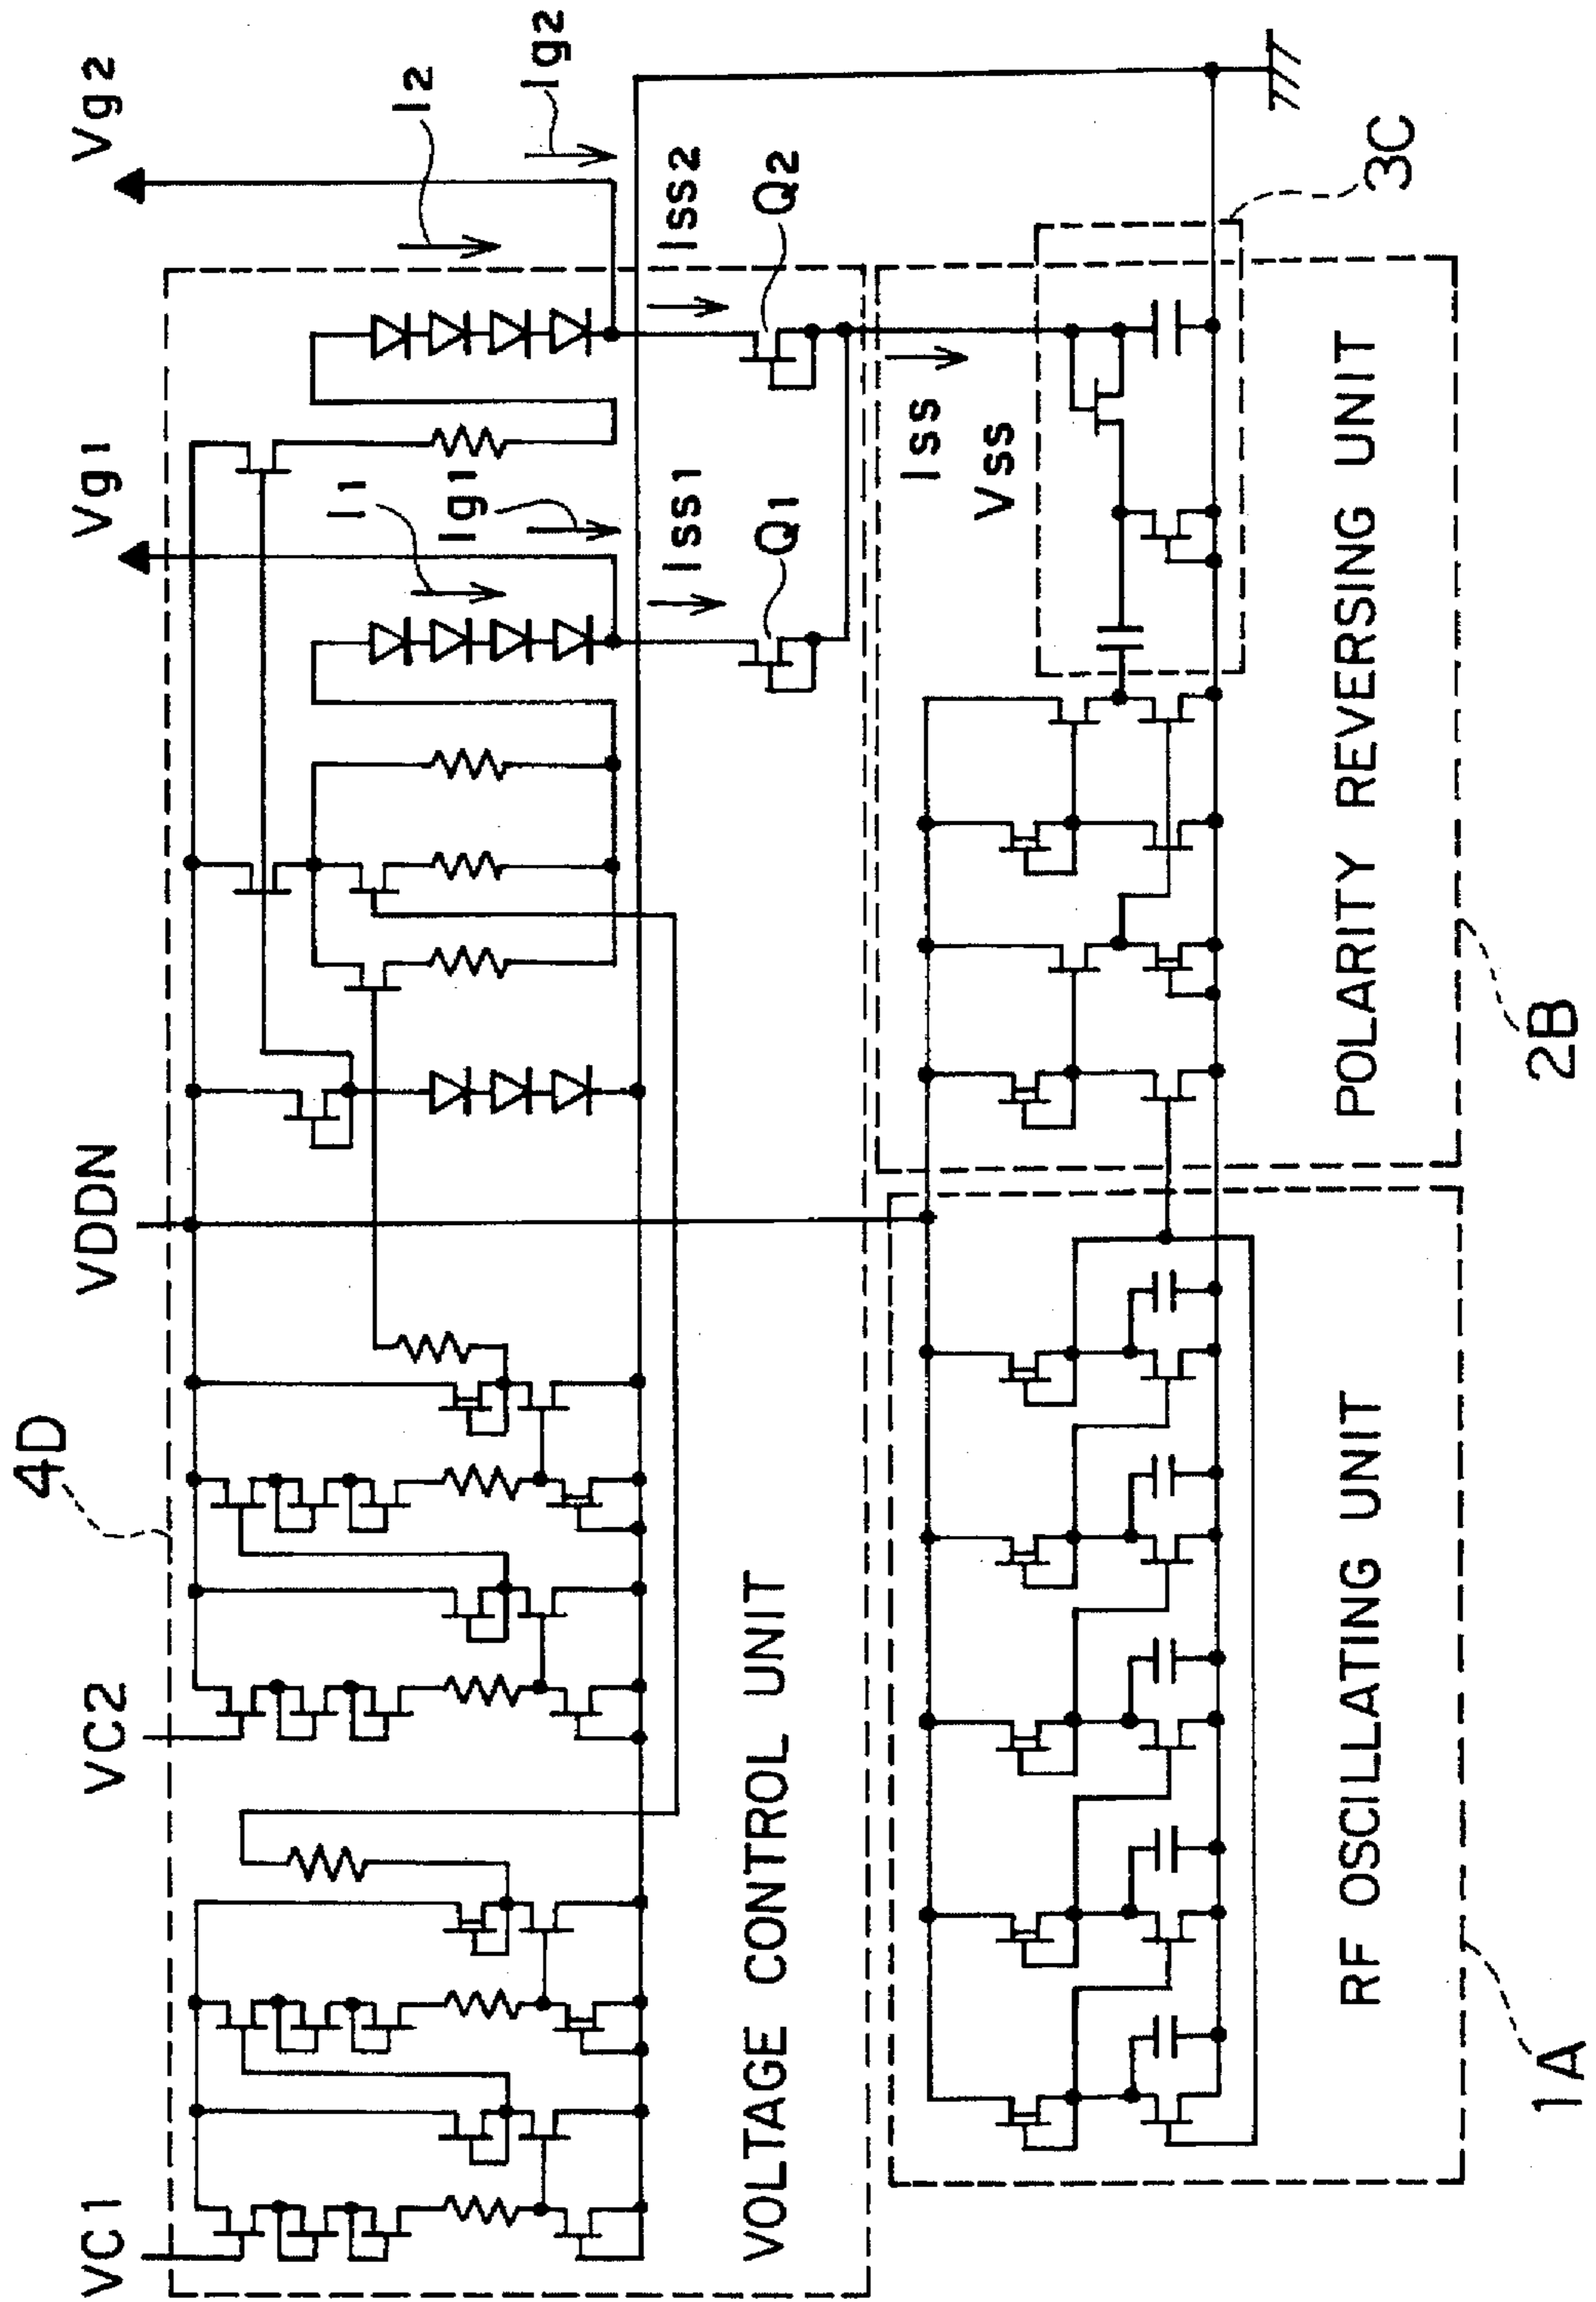 VC1
VC2
4D
VDDN
Vg1
Vg2
I1
Ig1
I2
Ig2
Iss1
Iss2
Q1
Q2
Iss
Vss
3C
VOLTAGE CONTROL UNIT
RF OSCILLATING UNIT
POLARITY REVERSING UNIT
1A
2B